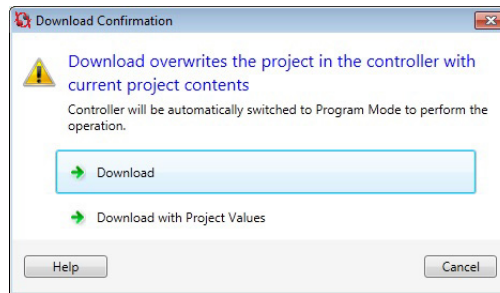 Download Confirmation
Download overwrites the project in the controller with
current project contents
Controller will be automatically switched to Program Mode to perform the
operation.
Download
Download with Project Values
Help
Cancel